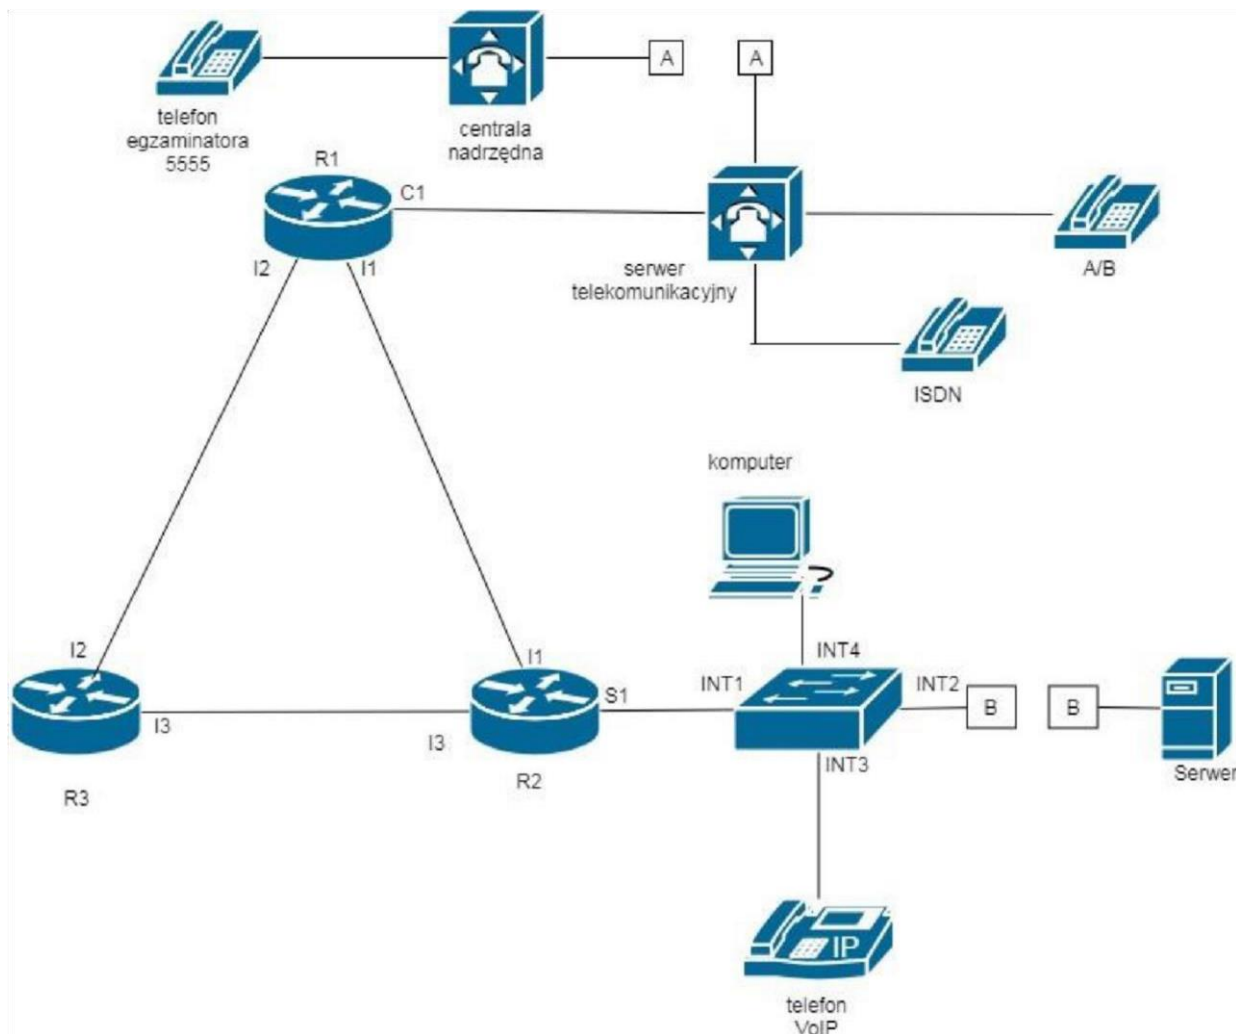 A
A
telefon
egzaminatora
5555
centrala
nadrzędna
R1
C1
I2
I1
serwer
telekomunikacyjny
A/B
ISDN
komputer
I2
I1
INT4
INT1
INT2
S1
B
B
I3
I3
INT3
R2
R3
Serwer
IP
telefon
VoIP